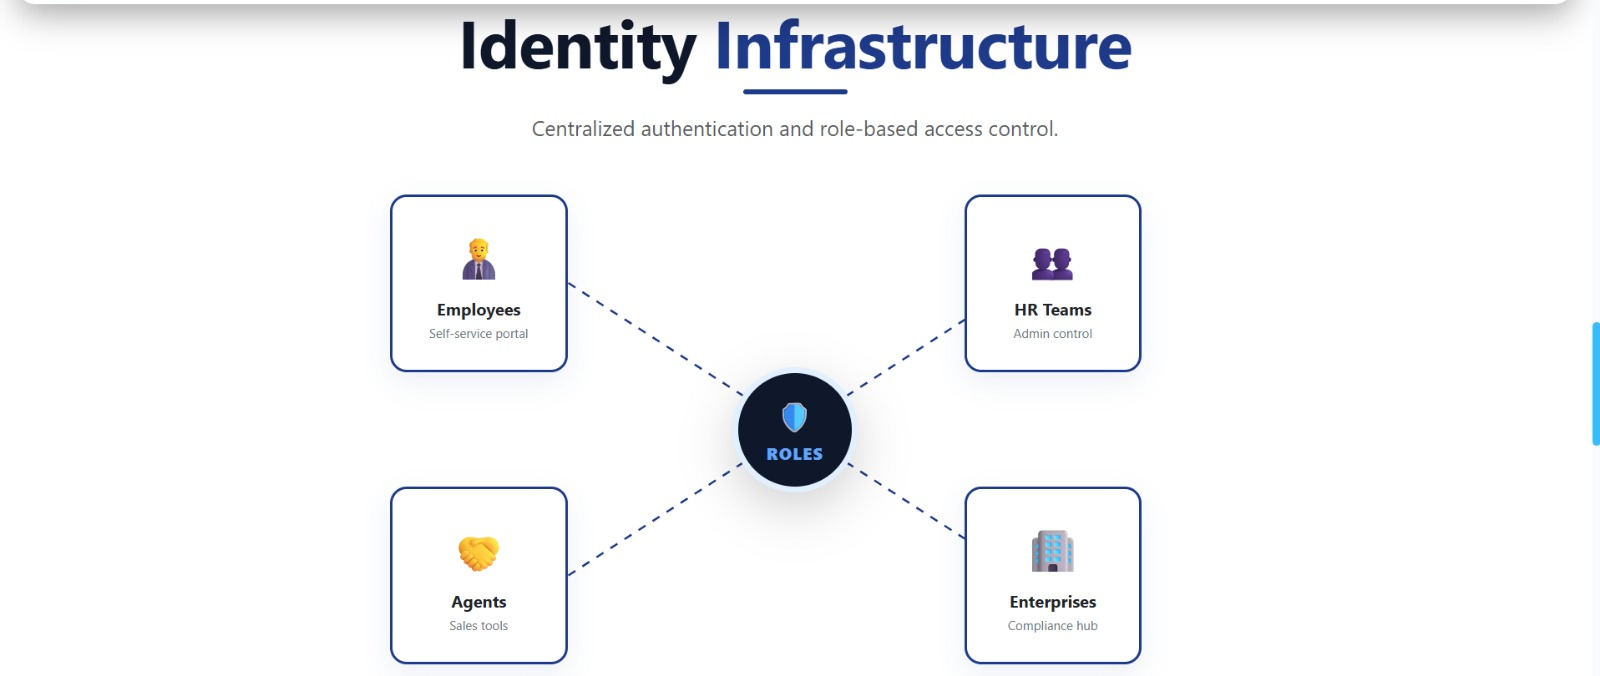 Identity Infrastructure
Centralized authentication and role-based access control.
Employees
Self-service portal
HR Teams
Admin control
ROLES
Agents
Sales tools
Enterprises
Compliance hub